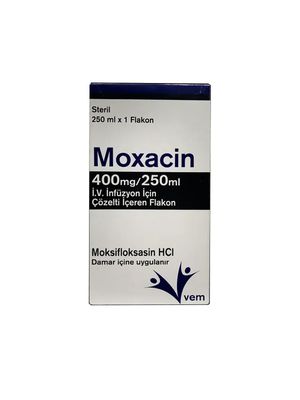 Steril
250 ml x 1 Flakon
Moxacin
400mg/250ml
İ.V. İnfüzyon İçin
Çözelti İçeren Flakon
Moksifloksasin HCl
Damar içine uygulanır
vem